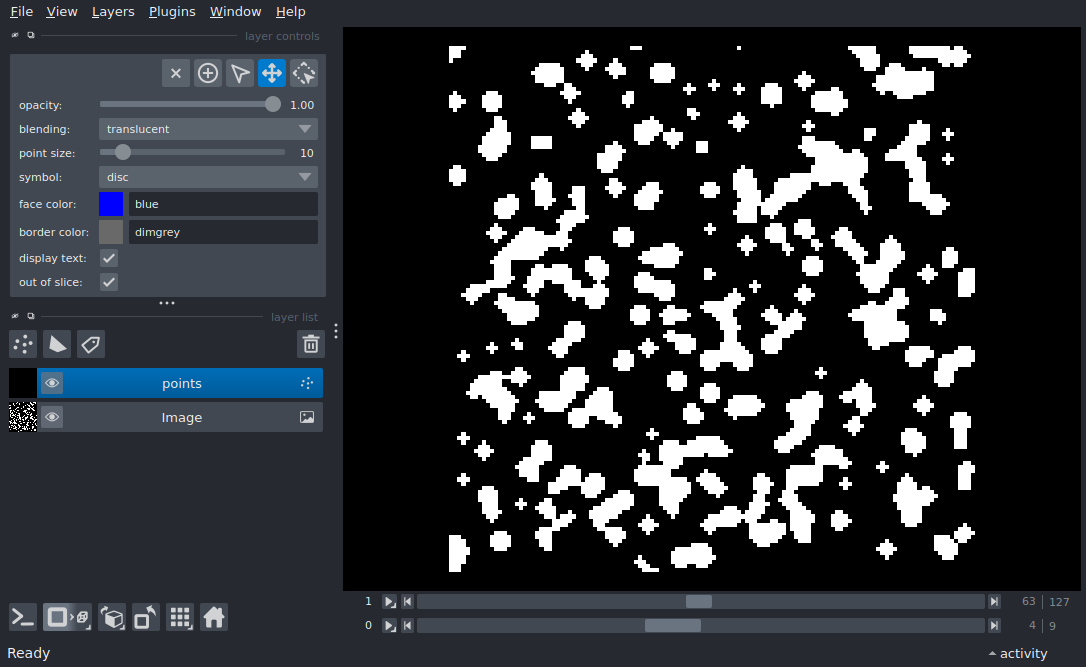 File View Layers Plugins Window Help
layer controls
opacity: 1.00
blending: translucent
point size: 10
symbol: disc
face color: blue
border color: dimgrey
display text:
out of slice:
layer list
points
Image
1 63 127
0 4 9
Ready activity